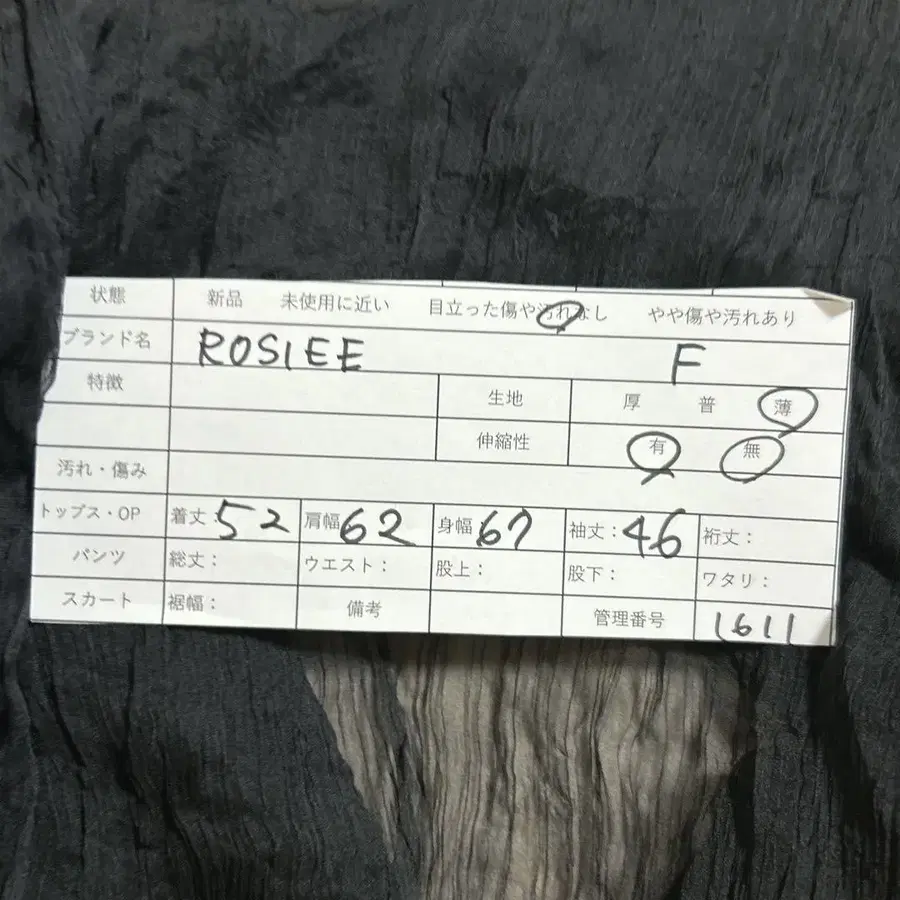 状態 新品 未使用に近い 目立った傷や汚れなし やや傷や汚れあり
ブランド名 ROSIEE F
特徴 生地 厚 普 薄
伸縮性 有 無
汚れ・傷み
トップス・OP 着丈:52 肩幅62 身幅67 袖丈:46 裄丈:
パンツ 総丈: ウエスト: 股上: 股下: ワタリ:
スカート 裾幅: 備考 管理番号 1611